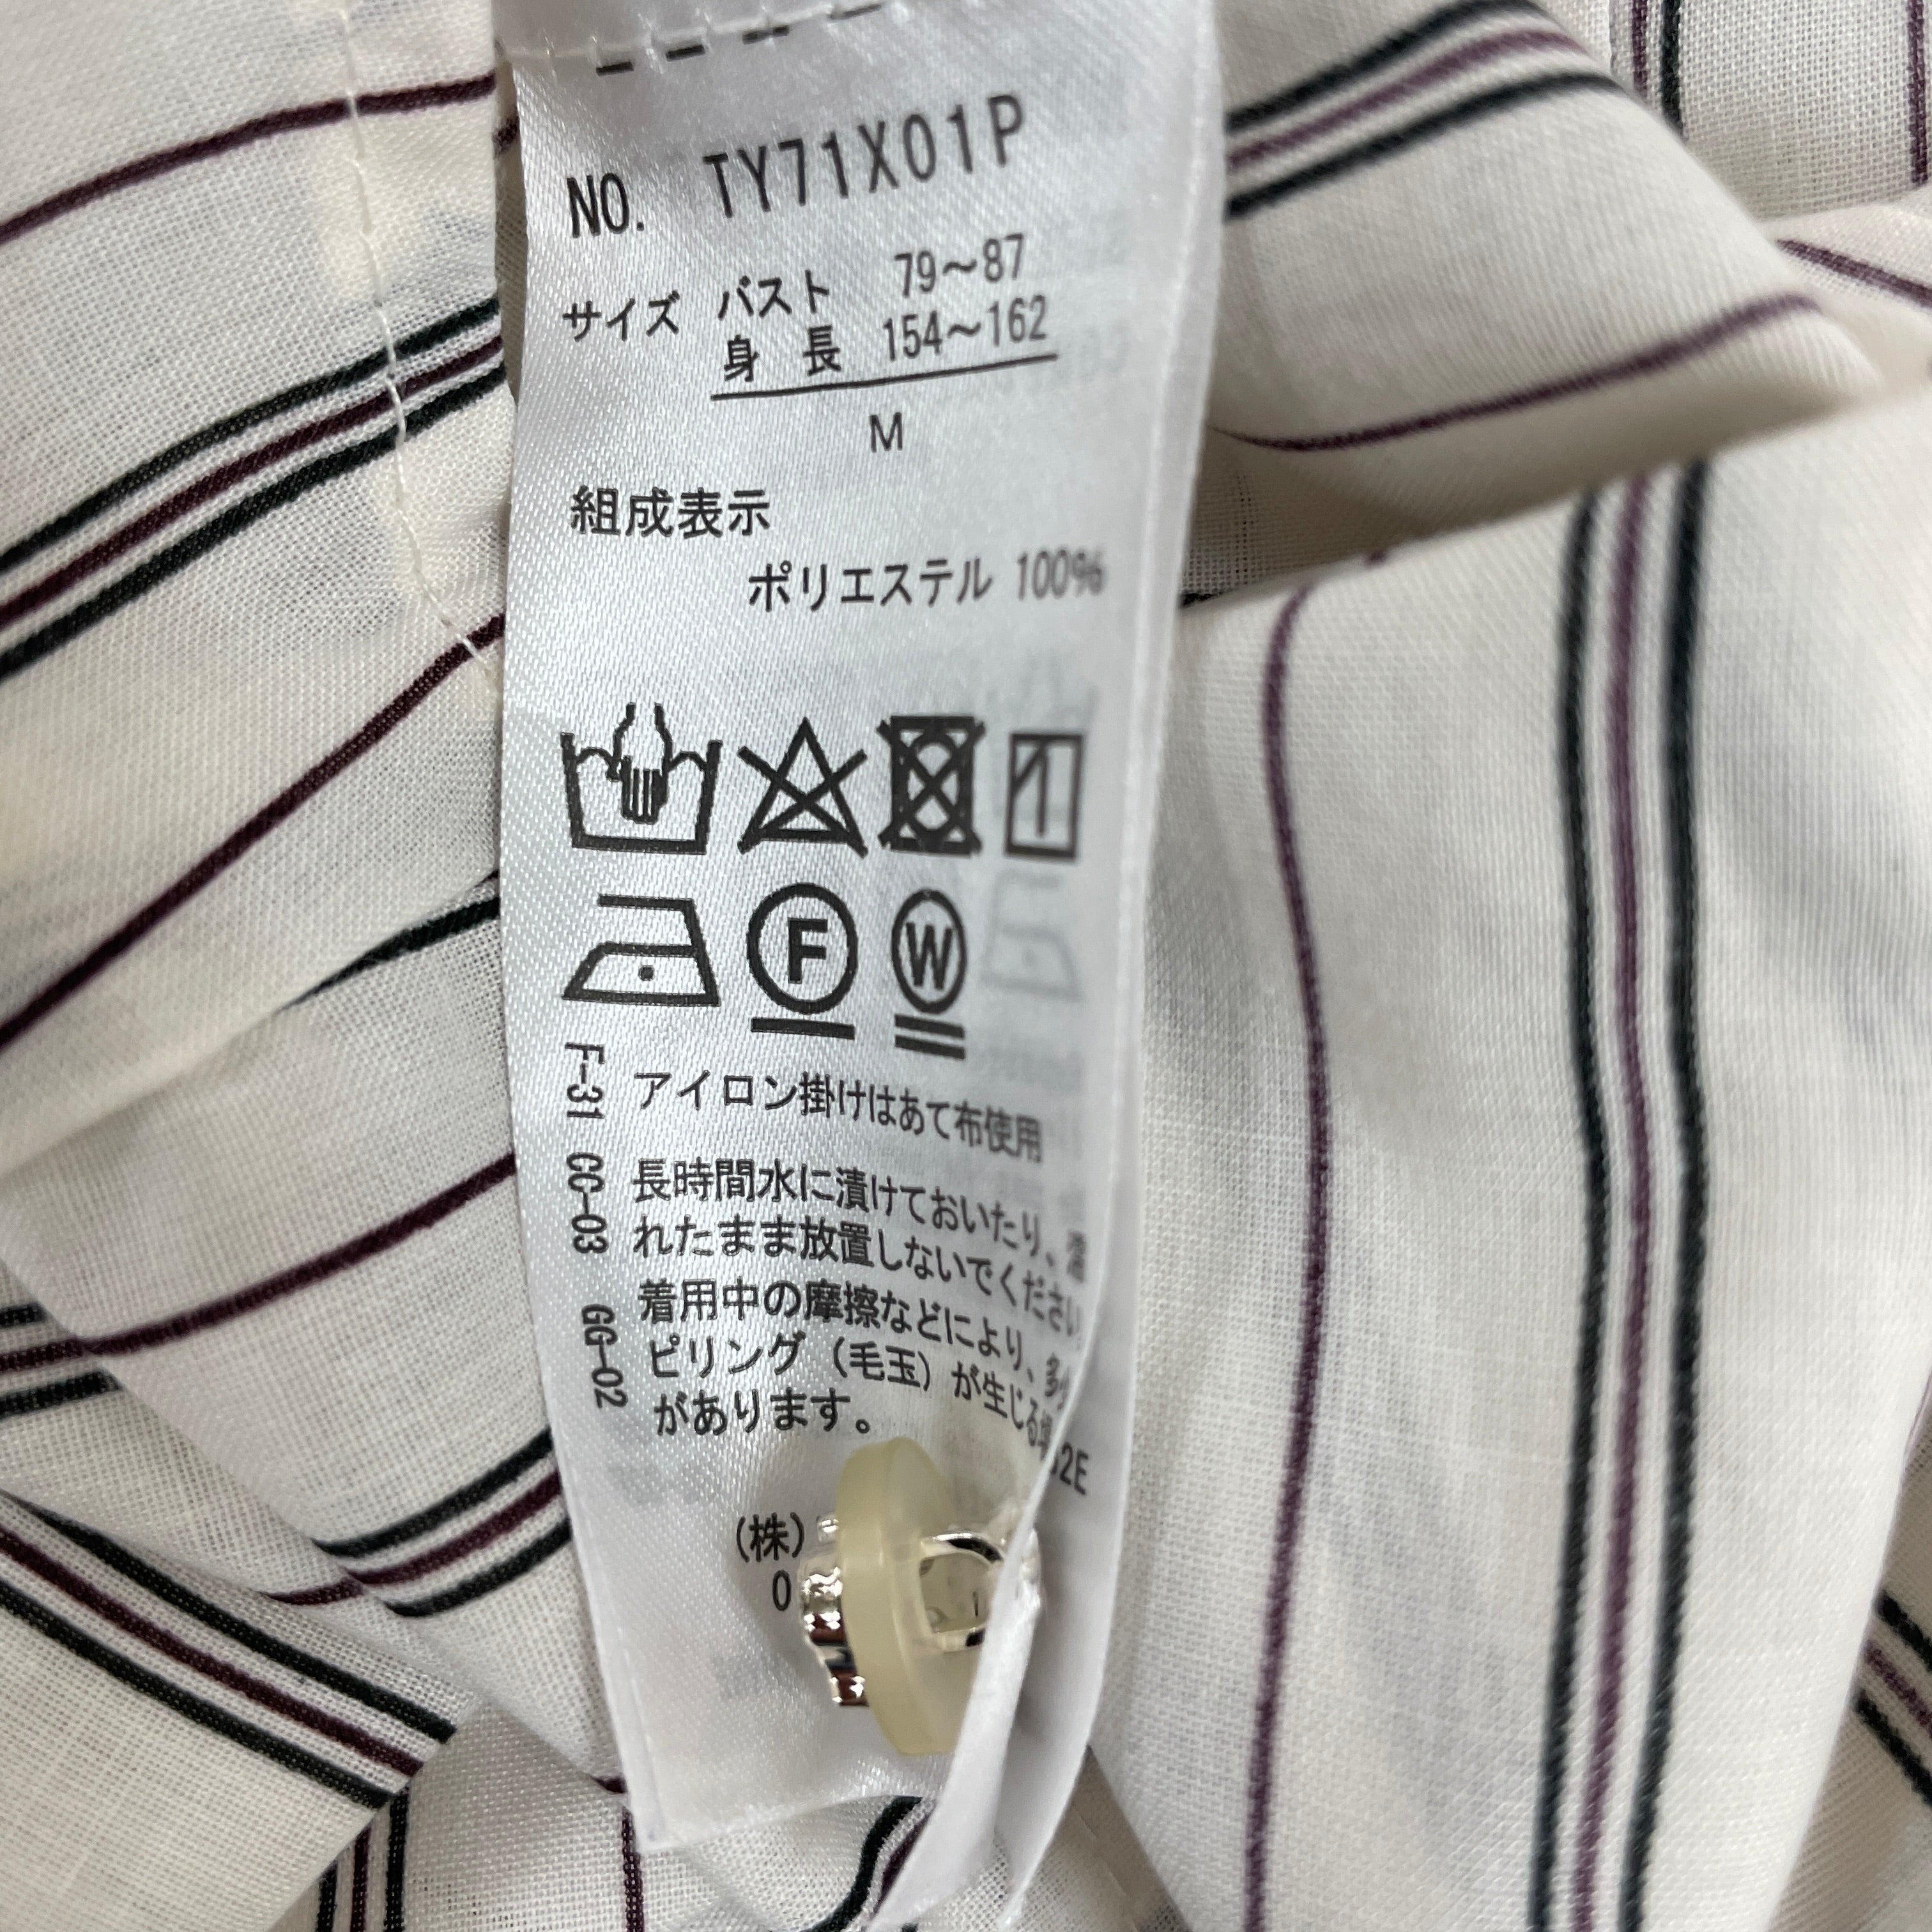 NO. TY71X01P
サイズ バスト 79〜87
身 長 154〜162
M
組成表示
ポリエステル 100%
F
W
F-31 CC-03 GG-02
アイロン掛けはあて布使用
長時間水に漬けておいたり、
れたまま放置しないでください
着用中の摩擦などにより、
ピリング（毛玉）が生じる
があります。
2E
(株)
0